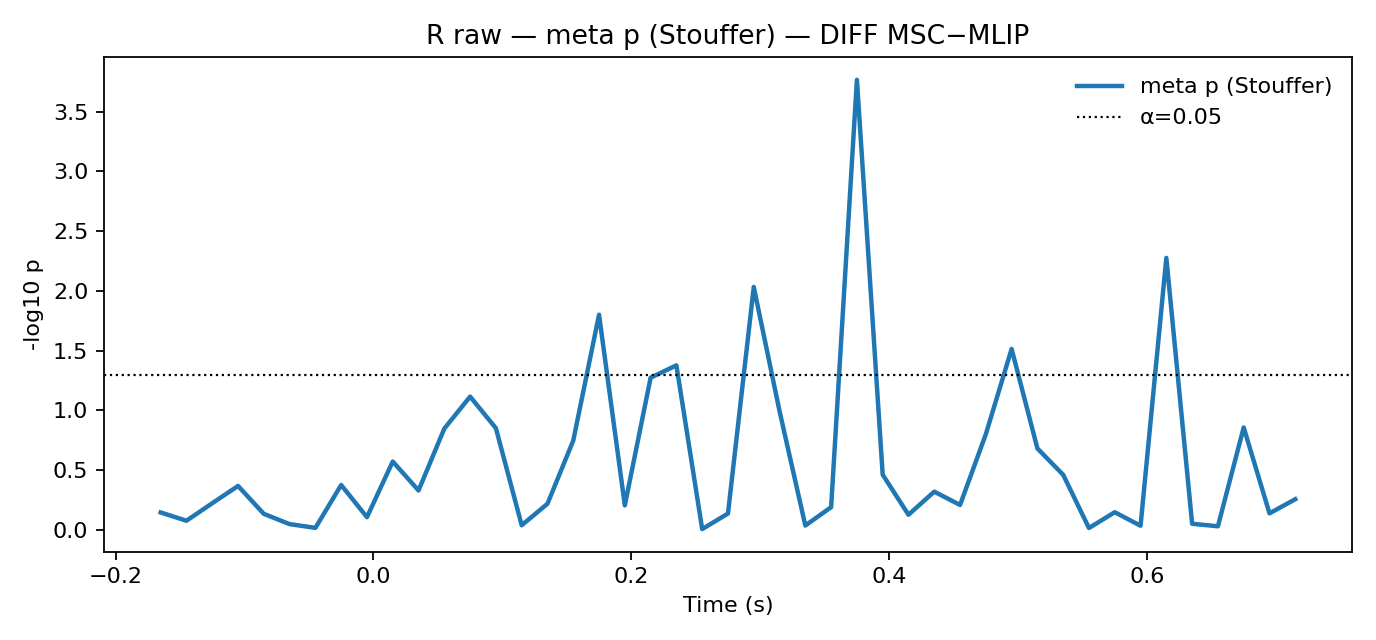 R raw — meta p (Stouffer) — DIFF MSC−MLIP
meta p (Stouffer)
α=0.05
-log10 p
3.5
3.0
2.5
2.0
1.5
1.0
0.5
0.0
−0.2
0.0
0.2
0.4
0.6
Time (s)